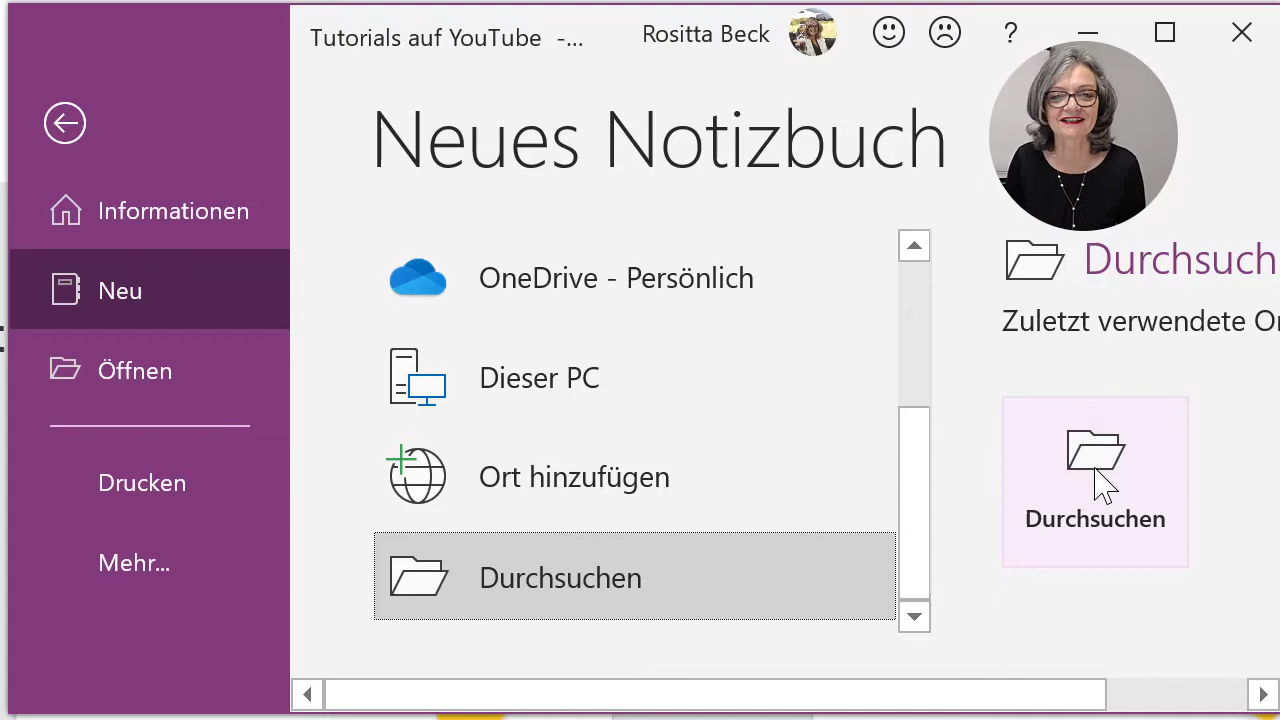 Tutorials auf YouTube -...
Rositta Beck
?
Neues Notizbuch
Informationen
Neu
Öffnen
Drucken
Mehr...
OneDrive - Persönlich
Dieser PC
Ort hinzufügen
Durchsuchen
Durchsuch
Zuletzt verwendete Or
Durchsuchen